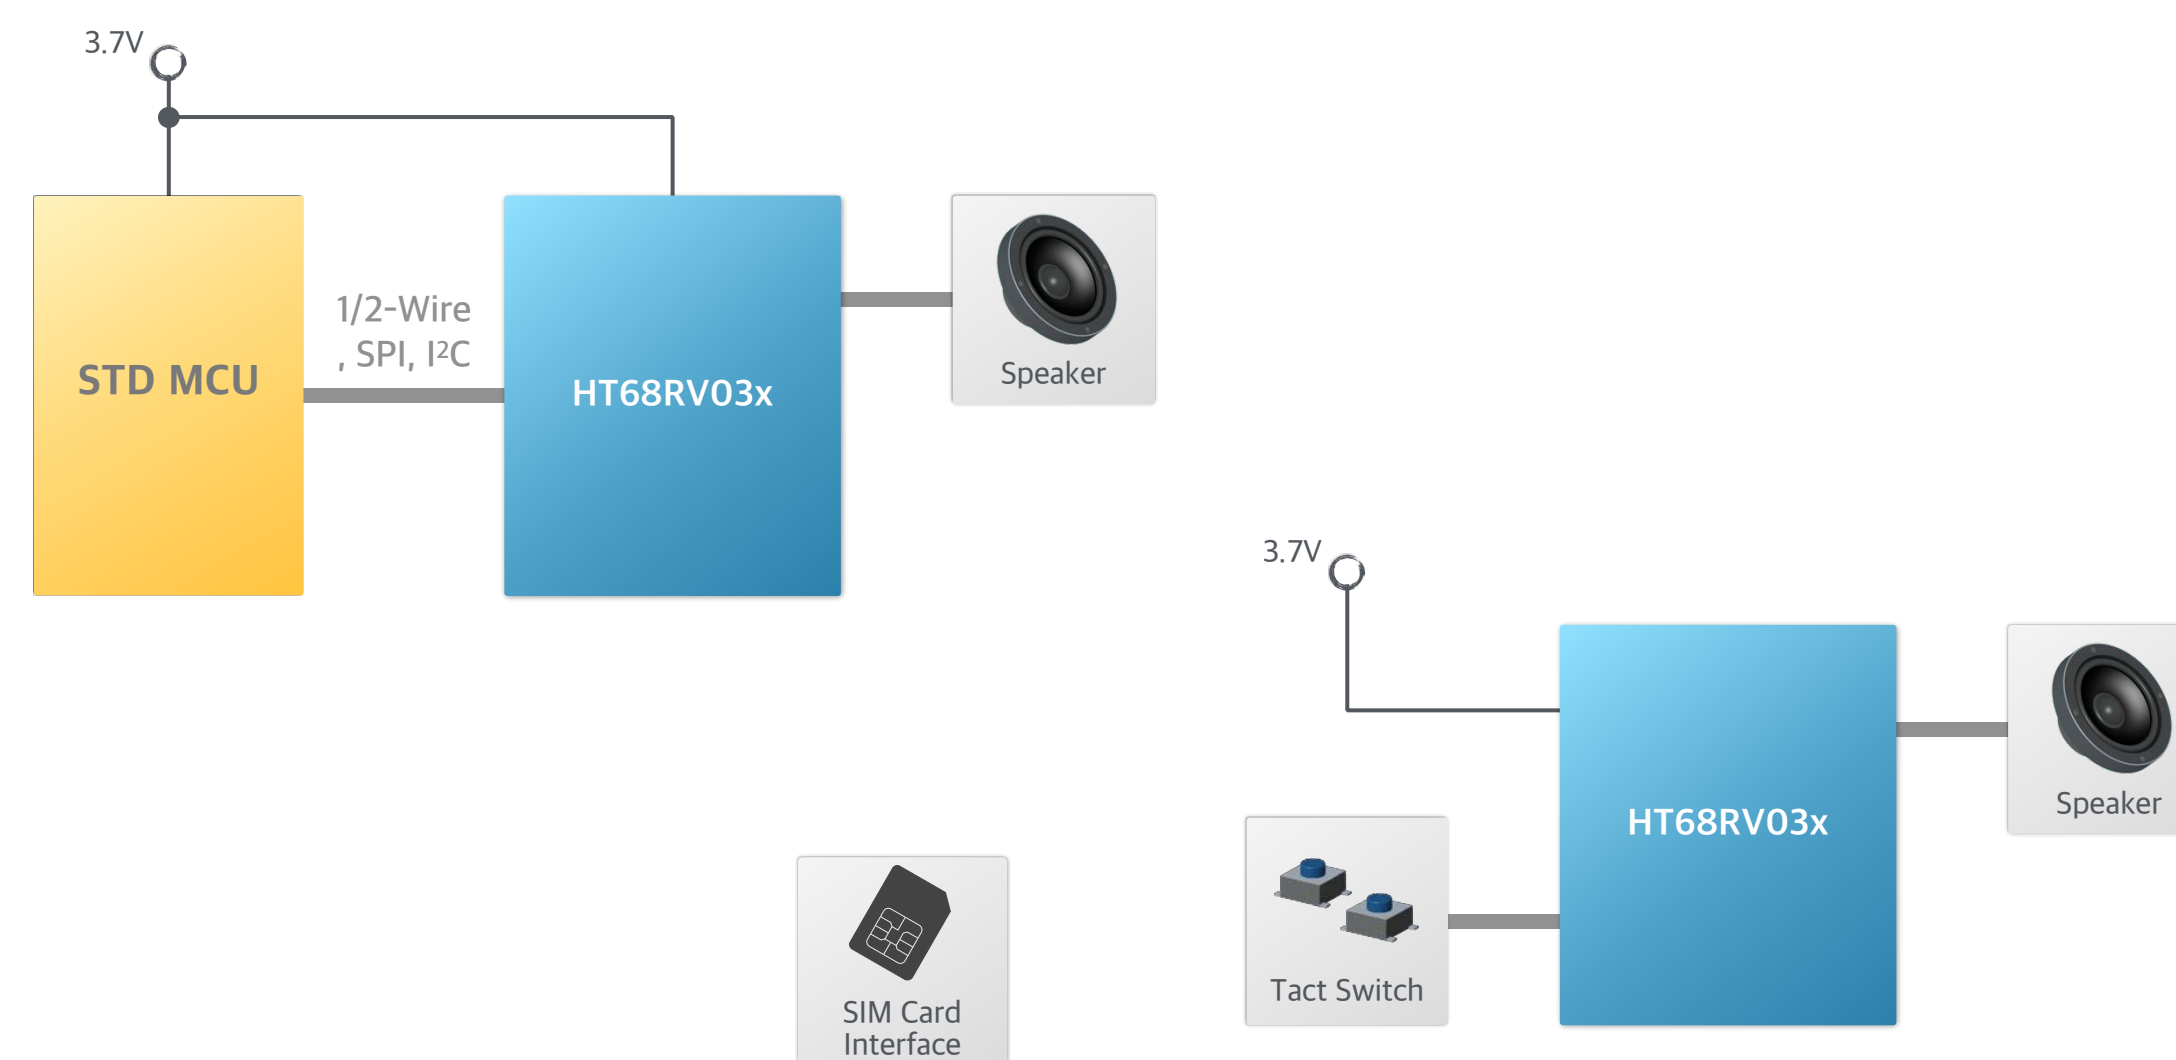 3.7V
STD MCU
1/2-Wire
, SPI, I²C
HT68RV03x
Speaker
3.7V
HT68RV03x
Speaker
Tact Switch
SIM Card
Interface